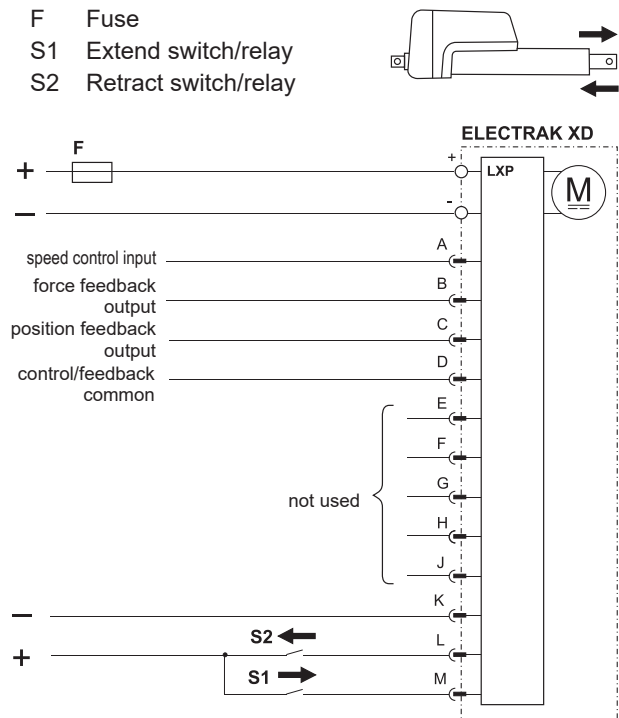 F Fuse
S1 Extend switch/relay
S2 Retract switch/relay
ELECTRAK XD
F
+
+
LXP
M
-
–
A
speed control input
B
force feedback
output
C
position feedback
output
D
control/feedback
common
E
F
G
not used
H
J
K
–
S2
L
+
S1
M